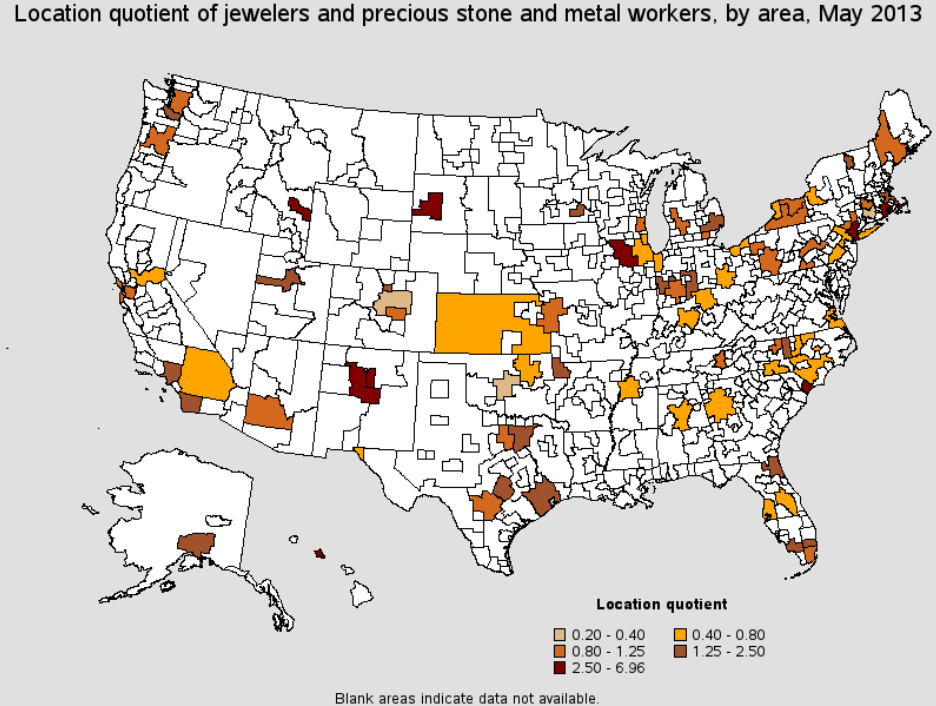 Location quotient of jewelers and precious stone and metal workers, by area, May 2013
Location quotient
0.20 - 0.40 0.40 - 0.80
0.80 - 1.25 1.25 - 2.50
2.50 - 6.96
Blank areas indicate data not available.